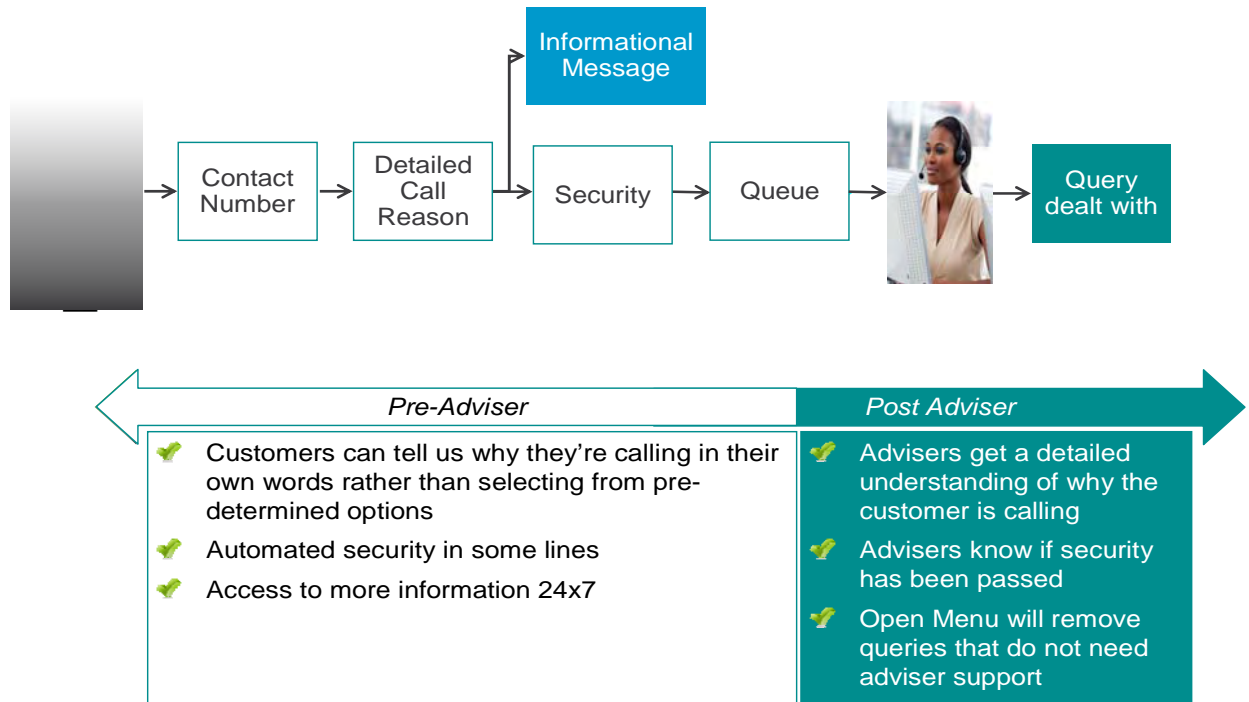 Informational
Message
Contact
Number
Detailed
Call
Reason
Security
Queue
Query
dealt with
Pre-Adviser
Post Adviser
Customers can tell us why they're calling in their
own words rather than selecting from pre-
determined options
Automated security in some lines
Access to more information 24x7
Advisers get a detailed
understanding of why the
customer is calling
Advisers know if security
has been passed
Open Menu will remove
queries that do not need
adviser support